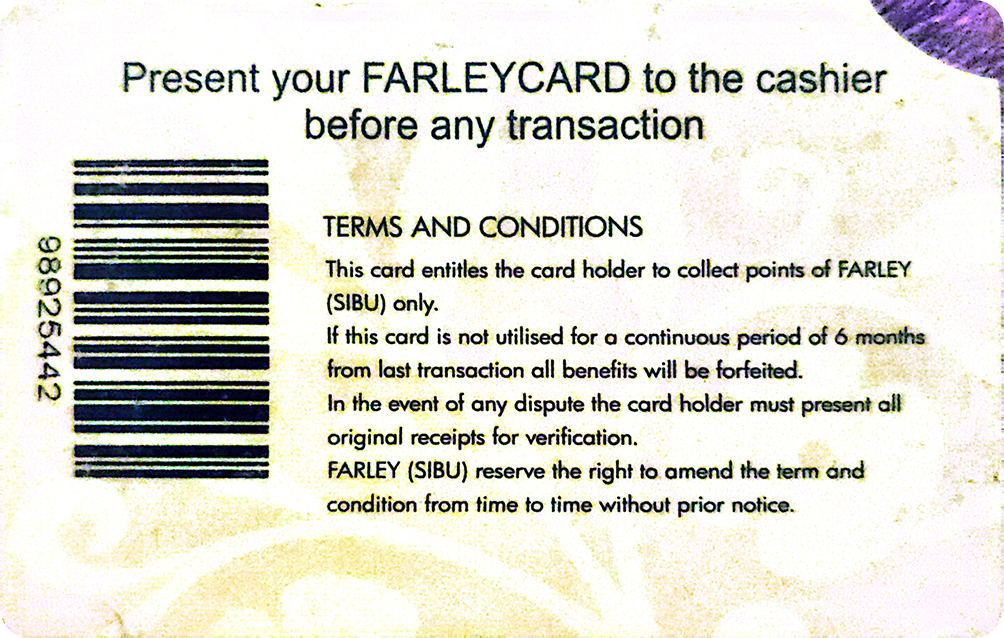 Present your FARLEYCARD to the cashier
before any transaction
98925442
TERMS AND CONDITIONS
This card entitles the card holder to collect points of FARLEY
(SIBU) only.
If this card is not utilised for a continuous period of 6 months
from last transaction all benefits will be forfeited.
In the event of any dispute the card holder must present all
original receipts for verification.
FARLEY (SIBU) reserve the right to amend the term and
condition from time to time without prior notice.